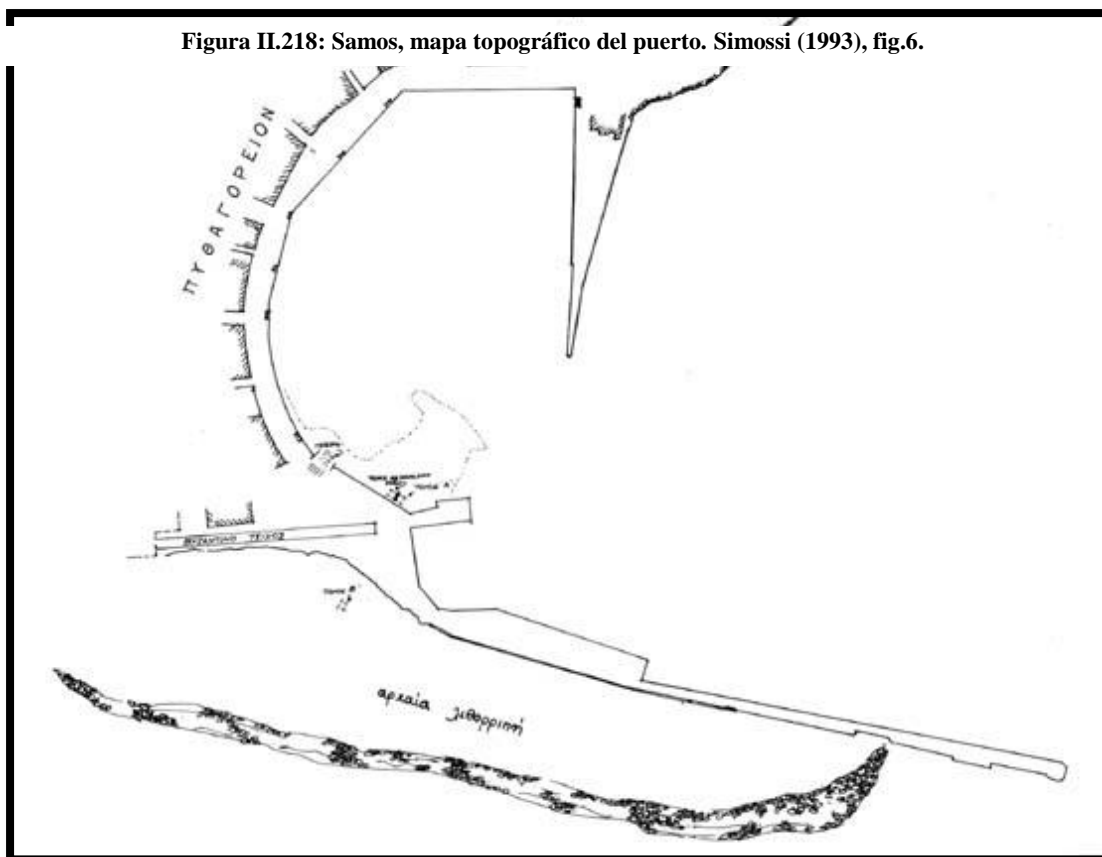 Figura II.218: Samos, mapa topográfico del puerto. Simossi (1993), fig.6.
ΠΥΘΑΓΟΡΕΙΟΝ
ΒΥΖΑΝΤΙΝΟ ΤΕΙΧΟΣ
αρχαία λιθορριπή